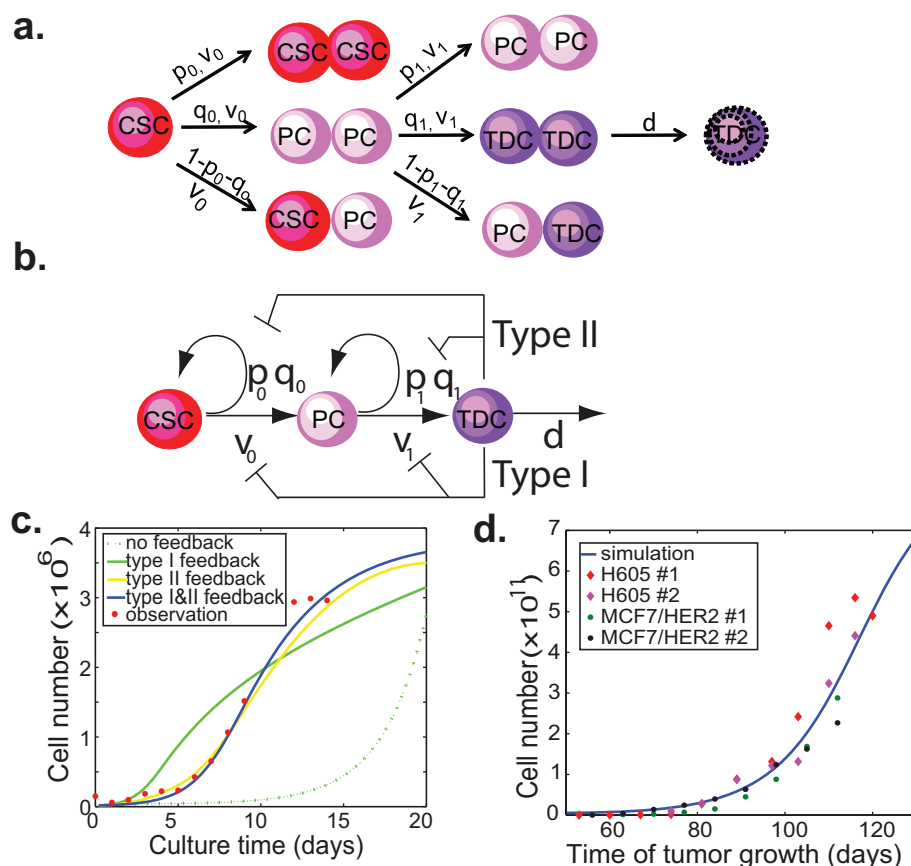 a.
CSC CSC
p₀, v₀
PC PC
p₁, v₁
CSC
q₀, v₀
PC PC
q₁, v₁
TDC TDC
d
TDC
1-p₀-q₀
v₀
CSC PC
1-p₁-q₁
v₁
PC TDC
b.
Type II
p₀ q₀
p₁ q₁
CSC
PC
TDC
v₀
v₁
d
Type I
c.
Cell number (×10⁶)
4
3
2
1
0
no feedback
type I feedback
type II feedback
type I&II feedback
observation
0 5 10 15 20
Culture time (days)
d.
Cell number (×10¹¹)
7
6
5
4
3
2
1
0
simulation
H605 #1
H605 #2
MCF7/HER2 #1
MCF7/HER2 #2
60 80 100 120
Time of tumor growth (days)